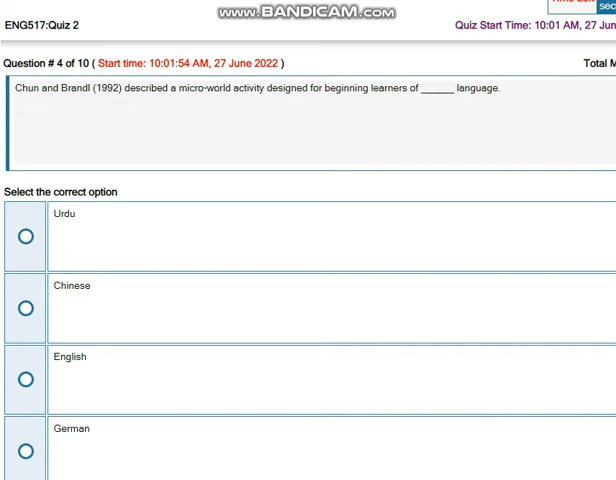 www.BANDICAM.com
sec
ENG517:Quiz 2
Quiz Start Time: 10:01 AM, 27 Jun
Question # 4 of 10 ( Start time: 10:01:54 AM, 27 June 2022 )
Total M
Chun and Brandl (1992) described a micro-world activity designed for beginning learners of ______ language.
Select the correct option
Urdu
Chinese
English
German